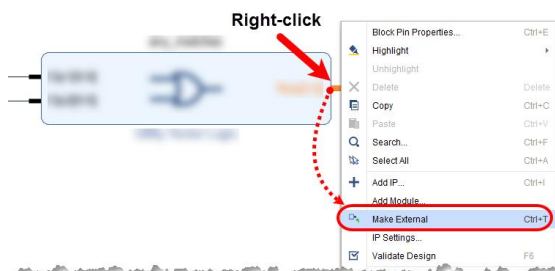 Right-click
Block Pin Properties... Ctrl+E
Highlight
Unhighlight
Delete Delete
Copy Ctrl+C
Paste Ctrl+V
Search... Ctrl+F
Select All Ctrl+A
Add IP... Ctrl+I
Add Module...
Make External Ctrl+T
IP Settings...
Validate Design F6